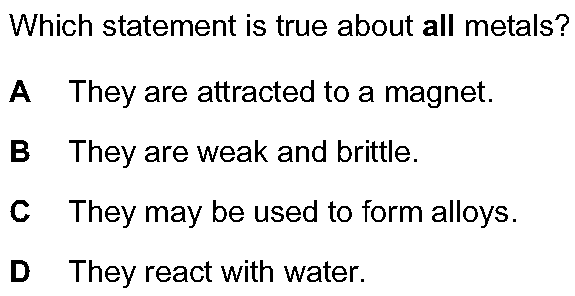 Which statement is true about all metals?
A They are attracted to a magnet.
B They are weak and brittle.
C They may be used to form alloys.
D They react with water.